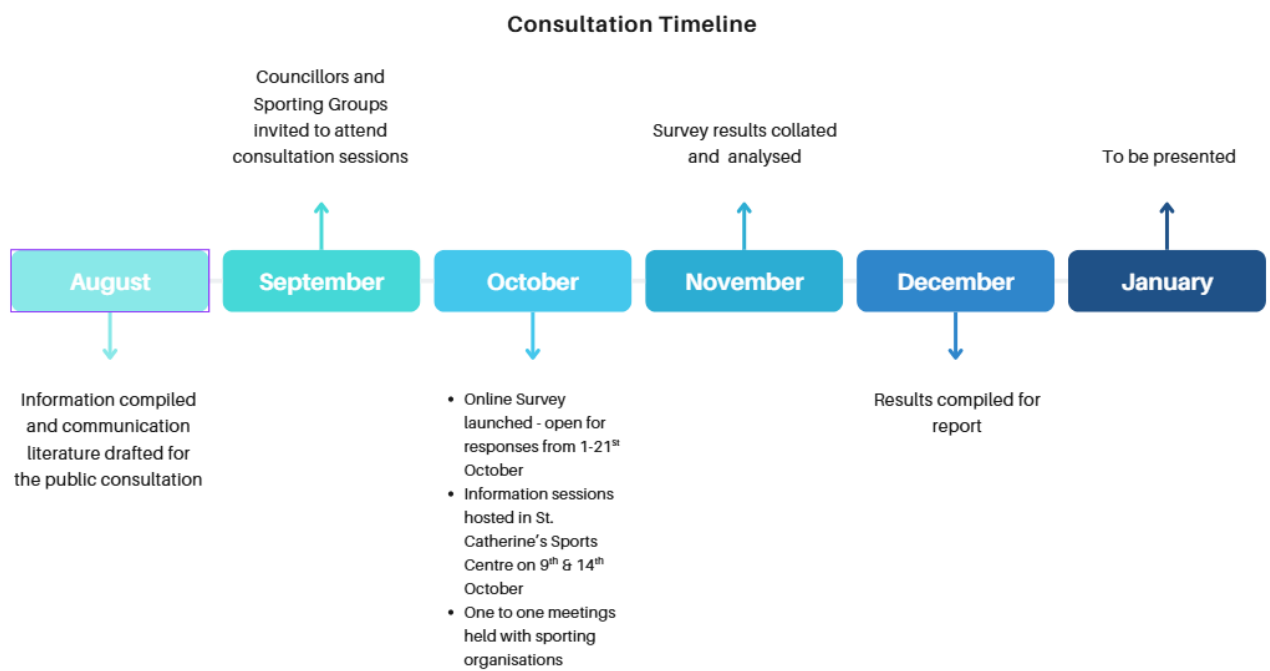 Consultation Timeline
Councillors and
Sporting Groups
invited to attend
consultation sessions
Survey results collated
and analysed
To be presented
August
September
October
November
December
January
Information compiled
and communication
literature drafted for
the public consultation
• Online Survey
launched - open for
responses from 1-21st
October
• Information sessions
hosted in St.
Catherine's Sports
Centre on 9th & 14th
October
• One to one meetings
held with sporting
organisations
Results compiled for
report